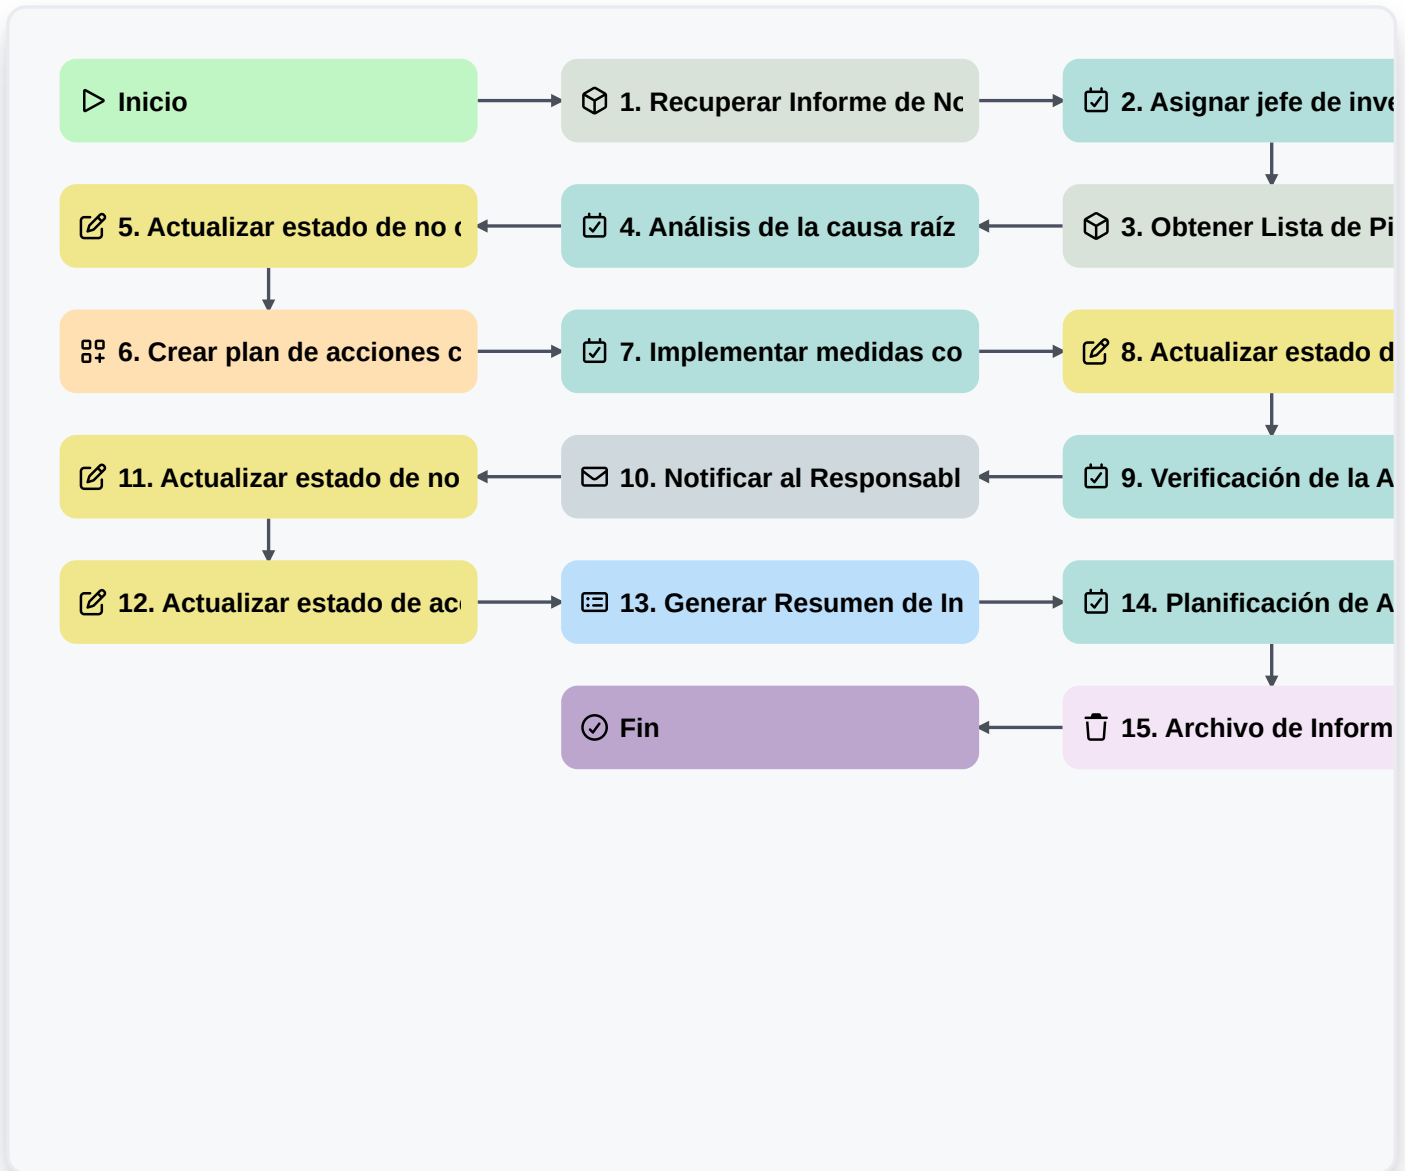 Inicio
1. Recuperar Informe de No
2. Asignar jefe de inve
5. Actualizar estado de no c
4. Análisis de la causa raíz
3. Obtener Lista de Pi
6. Crear plan de acciones c
7. Implementar medidas co
8. Actualizar estado d
11. Actualizar estado de no
10. Notificar al Responsabl
9. Verificación de la A
12. Actualizar estado de acc
13. Generar Resumen de In
14. Planificación de A
Fin
15. Archivo de Inform